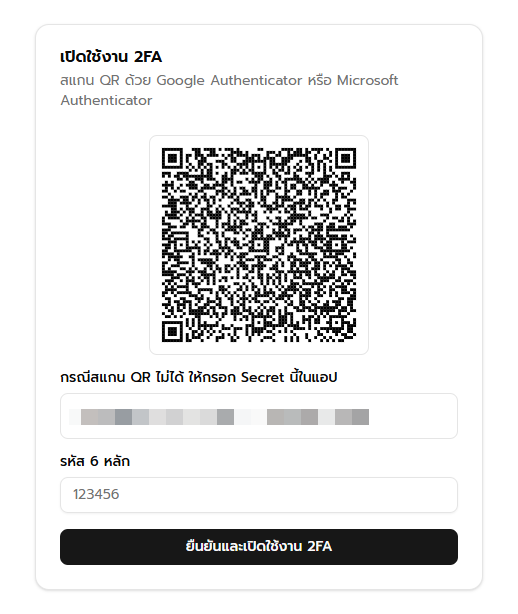 เปิดใช้งาน 2FA
สแกน QR ด้วย Google Authenticator หรือ Microsoft
Authenticator
กรณีสแกน QR ไม่ได้ ให้กรอก Secret นี้ในแอป
รหัส 6 หลัก
123456
ยืนยันและเปิดใช้งาน 2FA